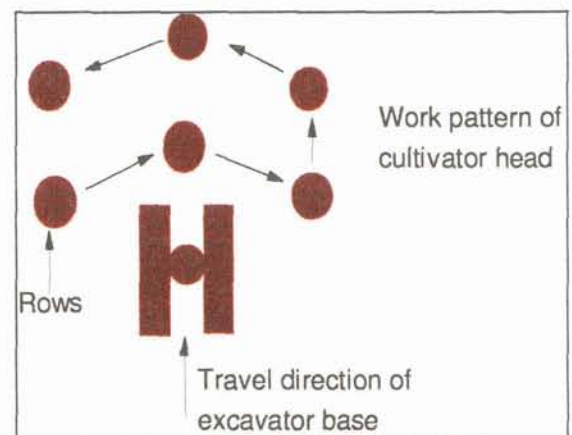 Work pattern of
cultivator head
Rows
Travel direction of
excavator base